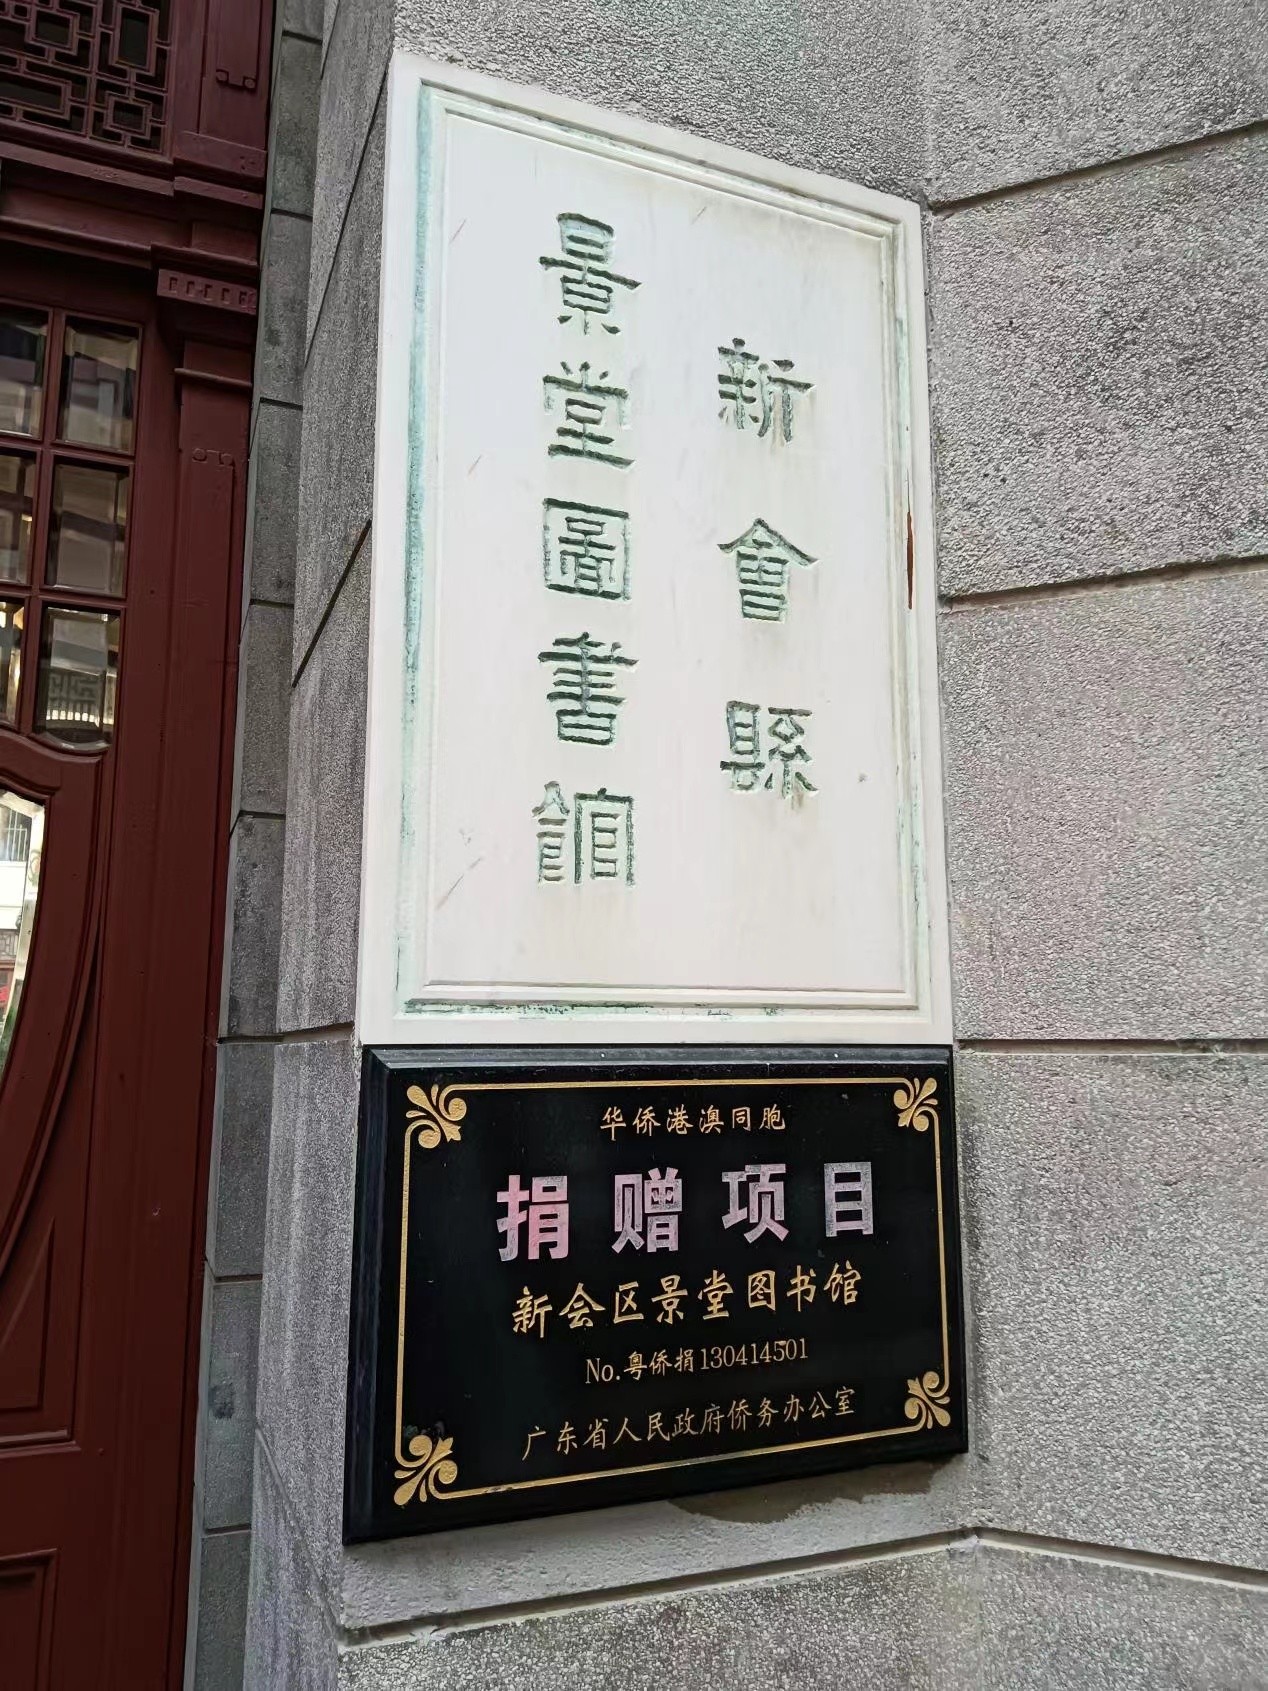 新會縣
景堂圖書館
华侨港澳同胞
捐赠项目
新会区景堂图书馆
No.粤侨捐130414501
广东省人民政府侨务办公室